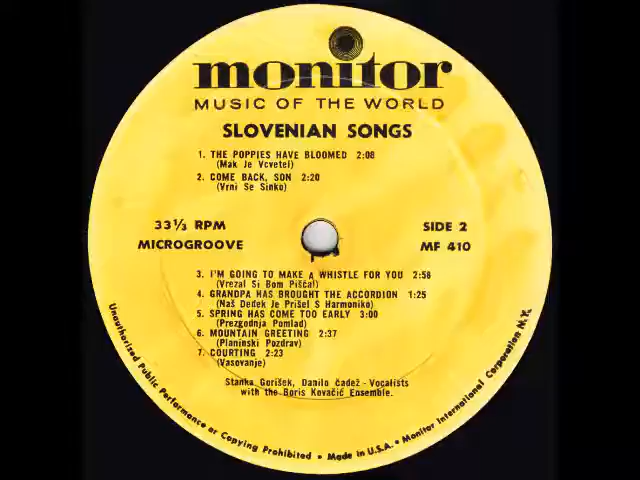 monitor
MUSIC OF THE WORLD
SLOVENIAN SONGS
1. THE POPPIES HAVE BLOOMED 2:08
(Mak Je Vcvetel)
2. COME BACK, SON 2:20
(Vrni Se Sinko)
33⅓ RPM
MICROGROOVE
SIDE 2
MF 410
3. I'M GOING TO MAKE A WHISTLE FOR YOU 2:58
(Vrezal Si Bom Piščal)
4. GRANDPA HAS BROUGHT THE ACCORDION 1:25
(Naš Dedek Je Prišel S Harmoniko)
5. SPRING HAS COME TOO EARLY 3:00
(Prezgodnja Pomlad)
6. MOUNTAIN GREETING 2:37
(Planinski Pozdrav)
7. COURTING 2:23
(Vasovanje)
Stanka Gorišek, Danilo Čadež - Vocalists
with the Boris Kovačič Ensemble.
Unauthorized Public Performance or Copying Prohibited • Made in U.S.A. • Monitor International Corporation N.Y.